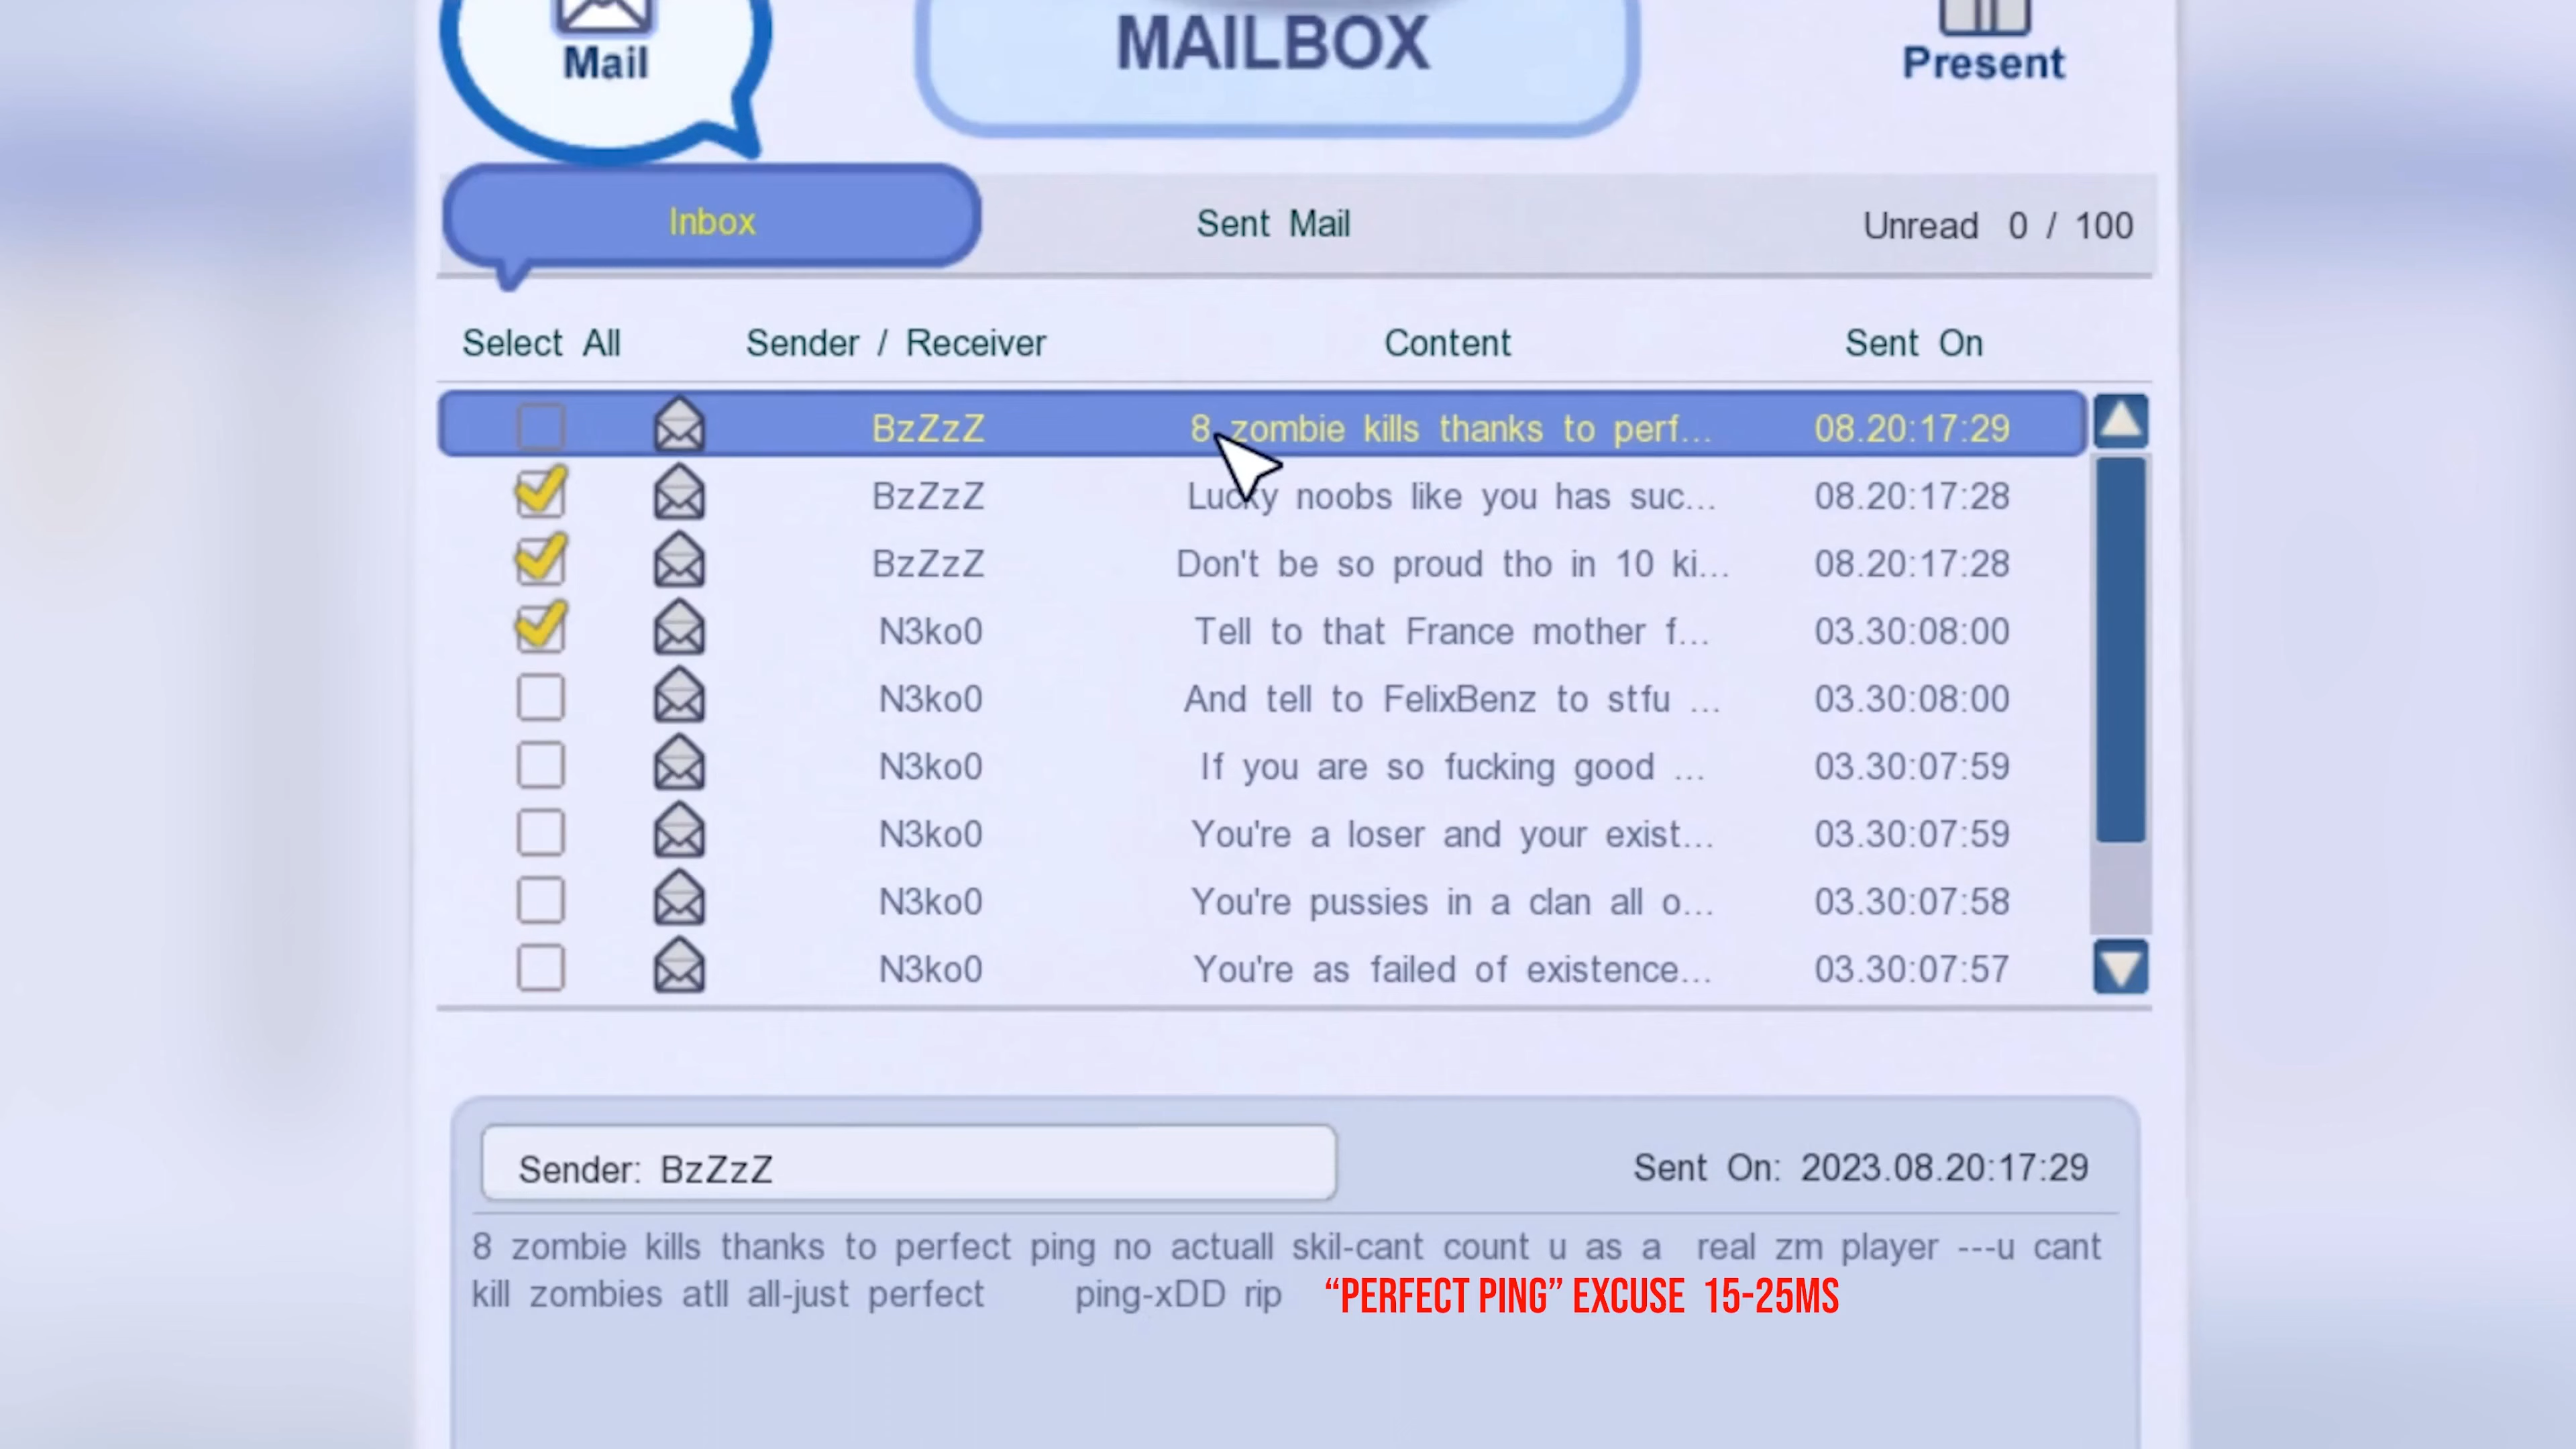 Mail
MAILBOX
Present
Inbox
Sent Mail
Unread 0 / 100
Select All
Sender / Receiver
Content
Sent On
BzZzZ 8 zombie kills thanks to perf... 08.20:17:29
BzZzZ Lucky noobs like you has suc... 08.20:17:28
BzZzZ Don't be so proud tho in 10 ki... 08.20:17:28
N3ko0 Tell to that France mother f... 03.30:08:00
N3ko0 And tell to FelixBenz to stfu ... 03.30:08:00
N3ko0 If you are so fucking good ... 03.30:07:59
N3ko0 You're a loser and your exist... 03.30:07:59
N3ko0 You're pussies in a clan all o... 03.30:07:58
N3ko0 You're as failed of existence... 03.30:07:57
Sender: BzZzZ
Sent On: 2023.08.20:17:29
8 zombie kills thanks to perfect ping no actuall skil-cant count u as a real zm player ---u cant
kill zombies atll all-just perfect ping-xDD rip
“PERFECT PING” EXCUSE 15-25MS